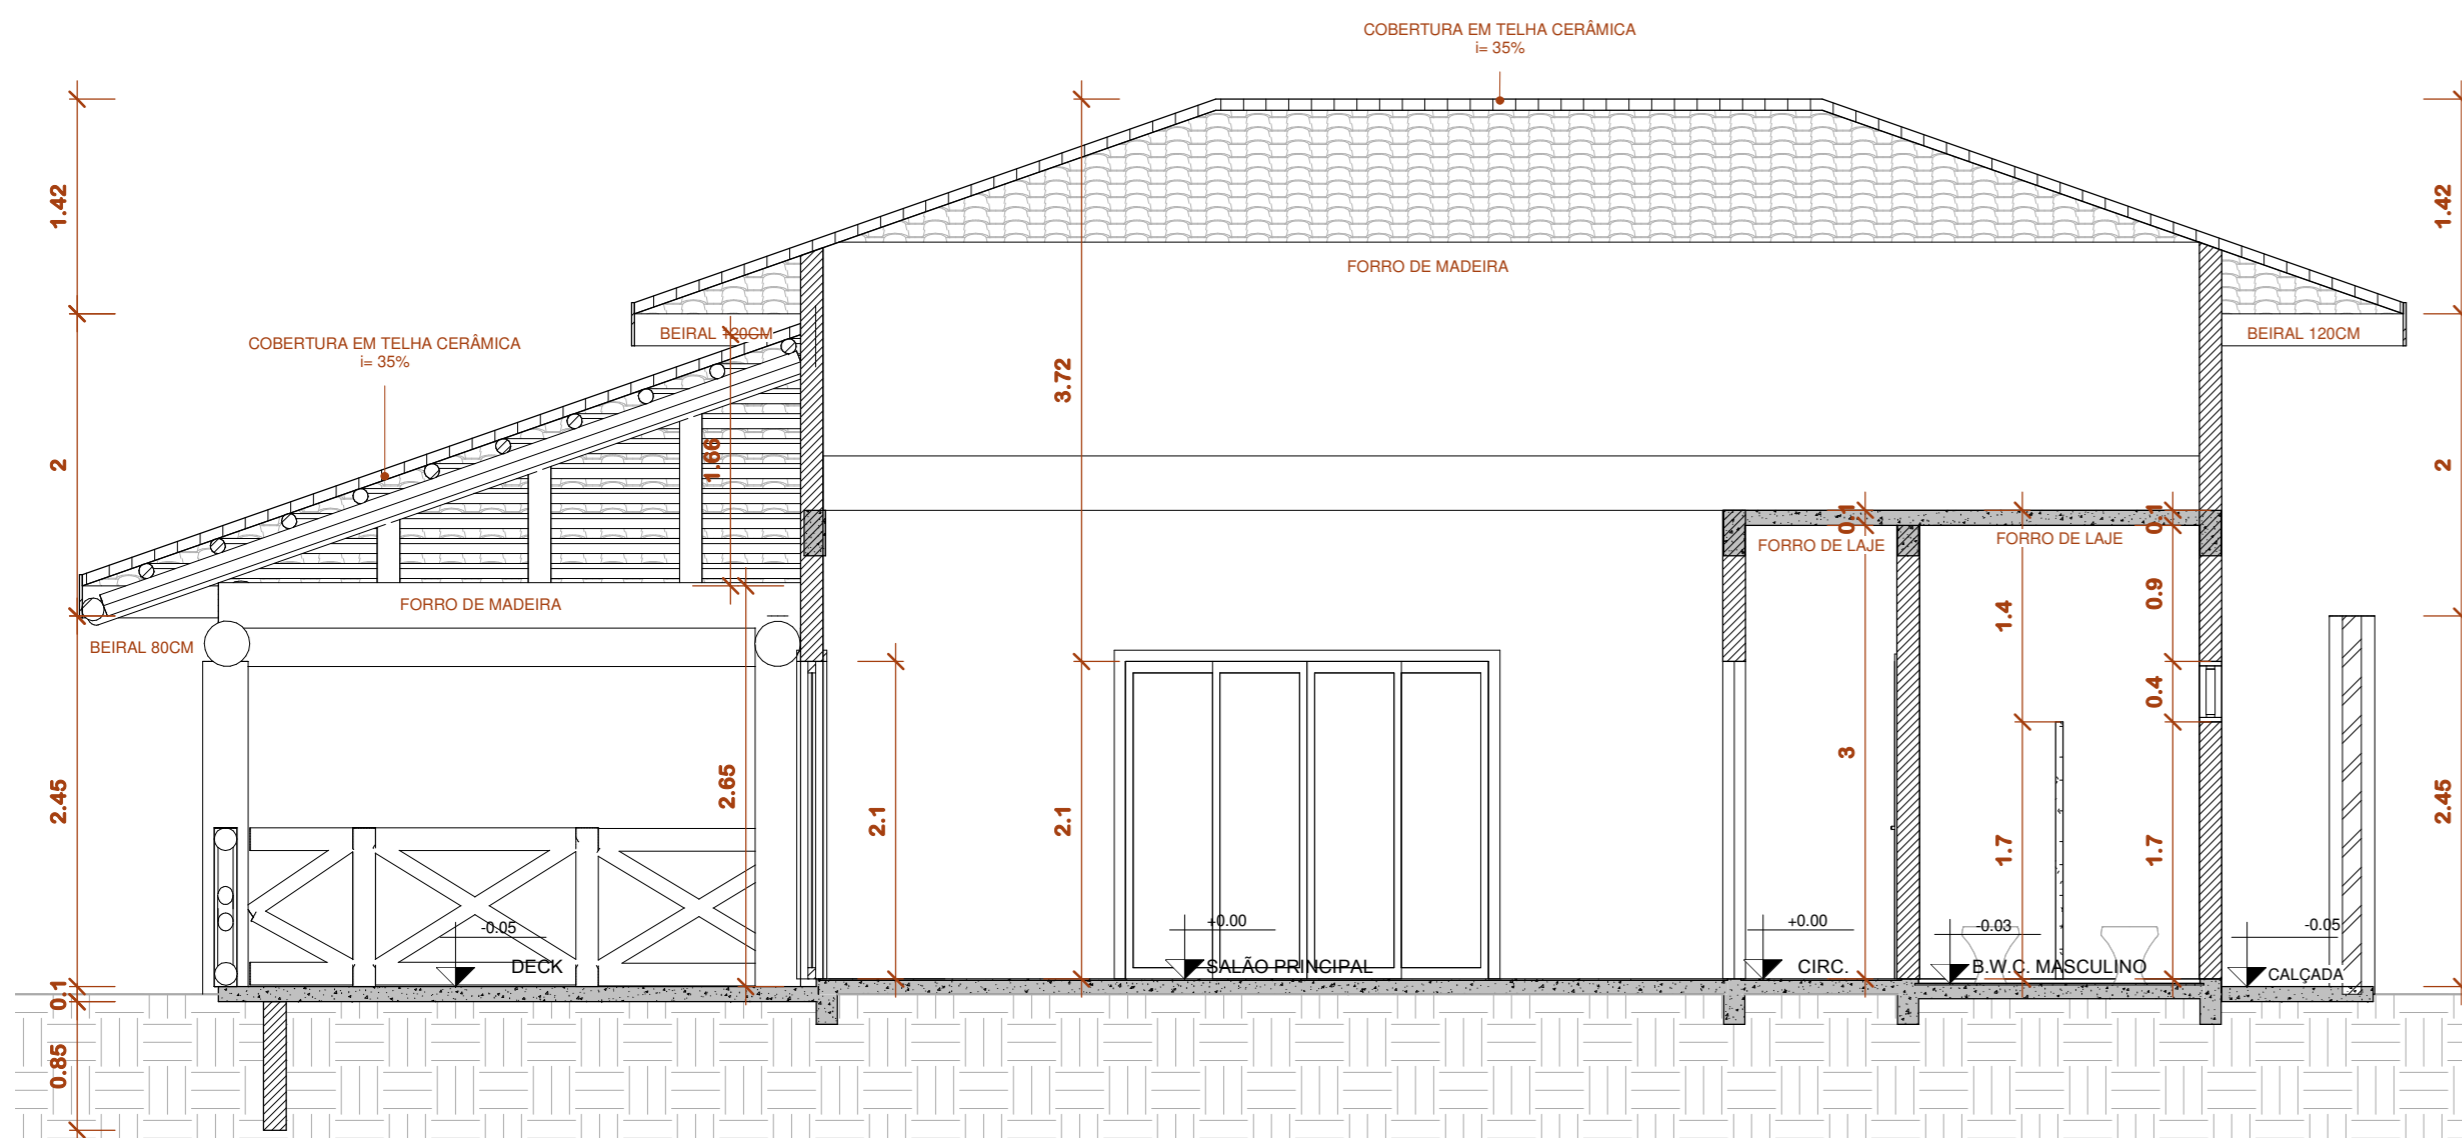 COBERTURA EM TELHA CERÂMICA
i= 35%
1.42
1.42
FORRO DE MADEIRA
COBERTURA EM TELHA CERÂMICA
i= 35%
BEIRAL 120CM
BEIRAL 120CM
3.72
2
1.66
2
0.1
0.1
FORRO DE LAJE
FORRO DE LAJE
FORRO DE MADEIRA
BEIRAL 80CM
1.4
0.9
0.4
3
2.45
2.65
2.1
2.1
1.7
1.7
2.45
-0.05
+0.00
+0.00
-0.03
-0.05
DECK
SALÃO PRINCIPAL
CIRC.
B.W.C. MASCULINO
CALÇADA
0.1
0.85